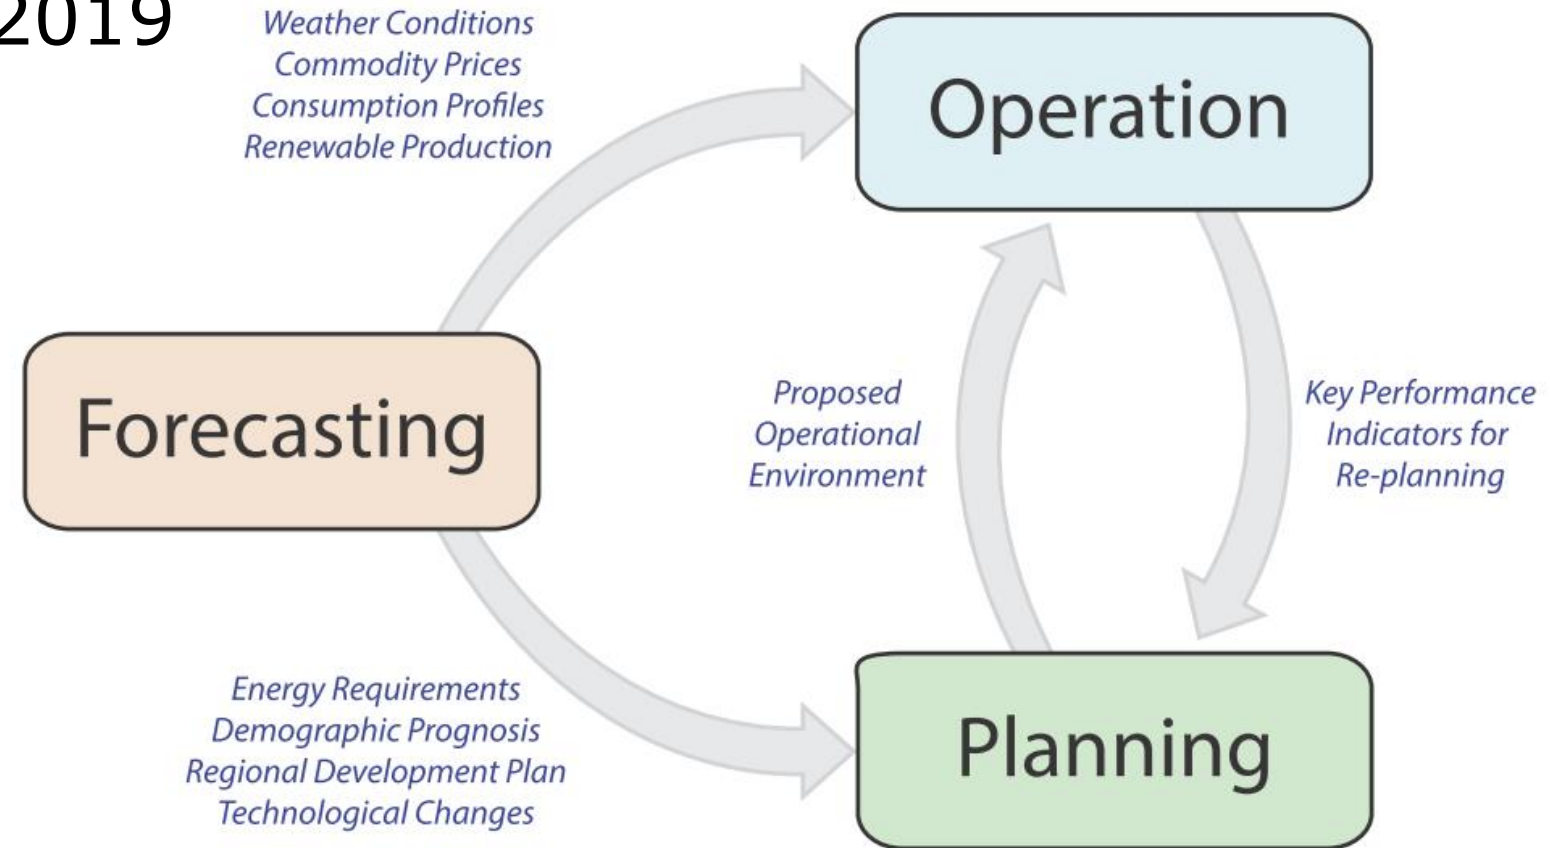 2019
Weather Conditions
Commodity Prices
Consumption Profiles
Renewable Production
Operation
Forecasting
Proposed
Operational
Environment
Key Performance
Indicators for
Re-planning
Energy Requirements
Demographic Prognosis
Regional Development Plan
Technological Changes
Planning